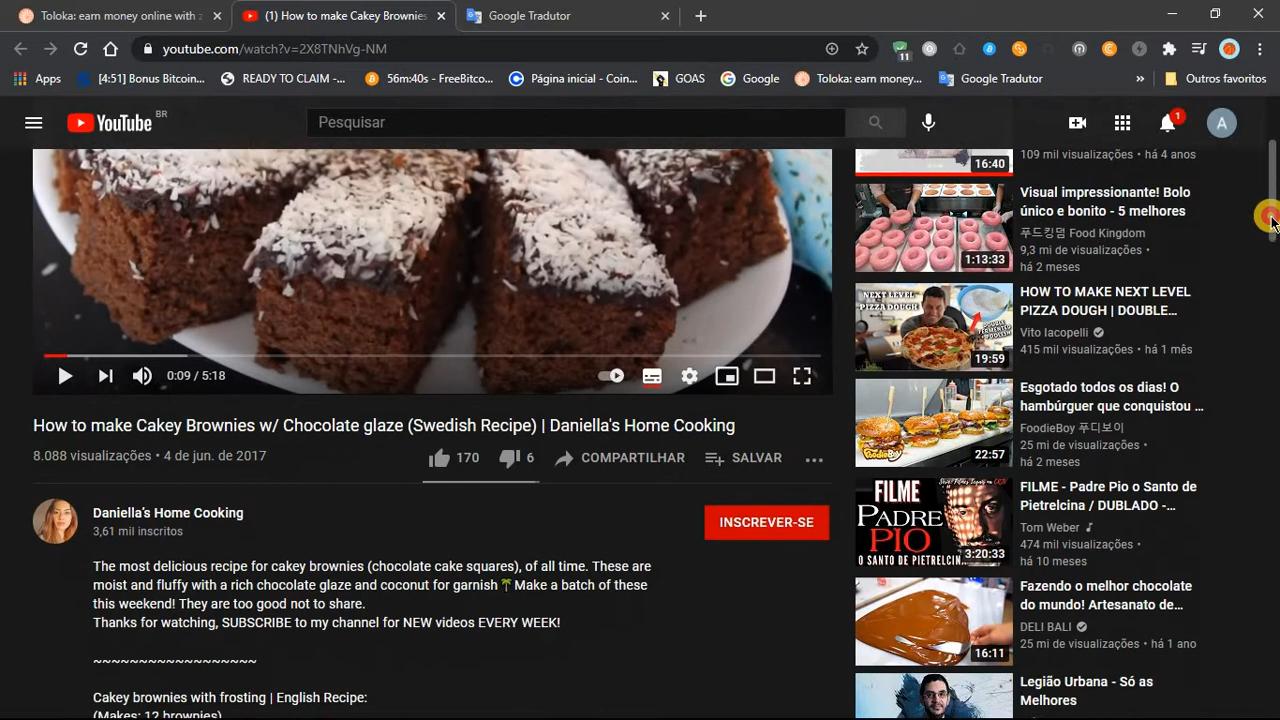 Toloka: earn money online with z
(1) How to make Cakey Brownies
Google Tradutor
youtube.com/watch?v=2X8TNhVg-NM
11
Apps
[4:51] Bonus Bitcoin...
READY TO CLAIM -...
56m:40s - FreeBitco...
Página inicial - Coin...
GOAS
Google
Toloka: earn money...
Google Tradutor
»
Outros favoritos
YouTube BR
Pesquisar
1
A
0:09 / 5:18
How to make Cakey Brownies w/ Chocolate glaze (Swedish Recipe) | Daniella's Home Cooking
8.088 visualizações • 4 de jun. de 2017
170
6
COMPARTILHAR
SALVAR
Daniella's Home Cooking
3,61 mil inscritos
INSCREVER-SE
The most delicious recipe for cakey brownies (chocolate cake squares), of all time. These are
moist and fluffy with a rich chocolate glaze and coconut for garnish🌴Make a batch of these
this weekend! They are too good not to share.
Thanks for watching, SUBSCRIBE to my channel for NEW videos EVERY WEEK!
~~~~~~~~~~~~~~~~~~
Cakey brownies with frosting | English Recipe:
(Makes: 12 brownies)
16:40
109 mil visualizações • há 4 anos
1:13:33
Visual impressionante! Bolo
único e bonito - 5 melhores
푸드킹덤 Food Kingdom
9,3 mi de visualizações •
há 2 meses
NEXT LEVEL
PIZZA DOUGH
DOUBLE
FERMENTED
19:59
HOW TO MAKE NEXT LEVEL
PIZZA DOUGH | DOUBLE...
Vito Iacopelli
415 mil visualizações • há 1 mês
FoodieBoy
22:57
Esgotado todos os dias! O
hambúrguer que conquistou ...
FoodieBoy 푸디보이
25 mi de visualizações •
há 2 meses
FILME
PADRE
PIO
O SANTO DE PIETRELCIN
3:20:33
FILME - Padre Pio o Santo de
Pietrelcina / DUBLADO -...
Tom Weber ♪
474 mil visualizações •
há 10 meses
16:11
Fazendo o melhor chocolate
do mundo! Artesanato de...
DELI BALI
25 mi de visualizações • há 1 ano
Legião Urbana - Só as
Melhores